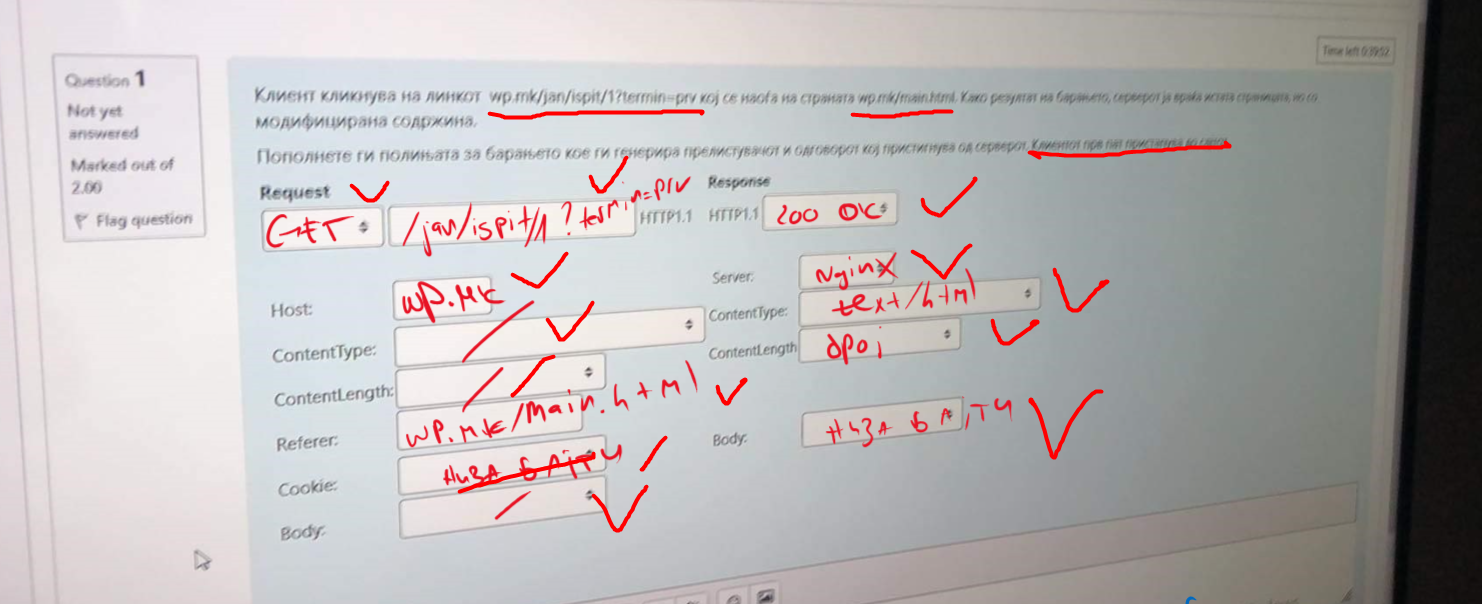 Time left 0:39:52
Question 1
Not yet
answered
Marked out of
2.00
Flag question
Клиент кликнува на линкот wp.mk/jan/ispit/1?termin=prv кој се наоѓа на страната wp.mk/main.html. Како резултат на барањето, серверот ја враќа истата страницата, но со
модифицирана содржина.
Пополнете ги полињата за барањето кое ги генерира прелистувачот и одговорот кој пристигнува од серверот. Клиентот прв пат пристапува до сајтот.
Request
Response
GET /jan/ispit/1?termin=prv HTTP1.1
HTTP1.1 200 OK
Host: wp.mk
Server: Nginx
ContentType:
ContentType: text/html
ContentLength:
ContentLength број
Referer: wp.mk/main.html
Body: низа бајти
Cookie: низа бајти
Body: